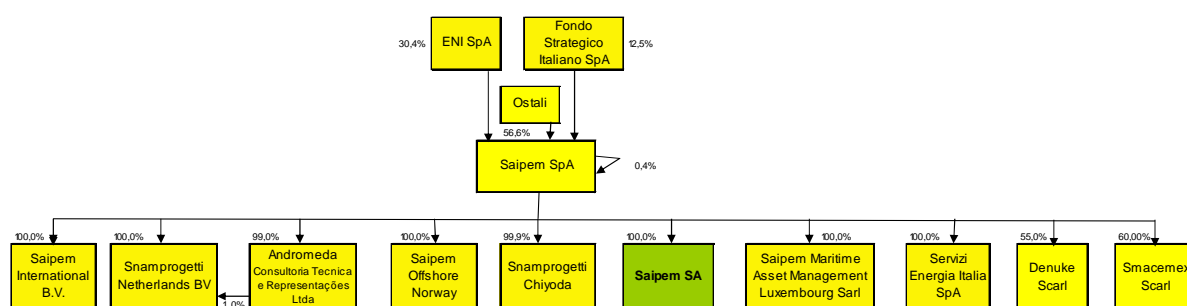 30,4%
ENI SpA
Fondo
Strategico
Italiano SpA
12,5%
Ostali
56,6%
Saipem SpA
0,4%
100,0%
Saipem
International
B.V.
100,0%
Snamprogetti
Netherlands BV
99,0%
Andromeda
Consultoria Tecnica
e Representações
Ltda
1,0%
100,0%
Saipem
Offshore
Norway
99,9%
Snamprogetti
Chiyoda
100,0%
Saipem SA
100,0%
Saipem Maritime
Asset Management
Luxembourg Sarl
100,0%
Servizi
Energia Italia
SpA
55,0%
Denuke
Scarl
60,00%
Smacemex
Scarl